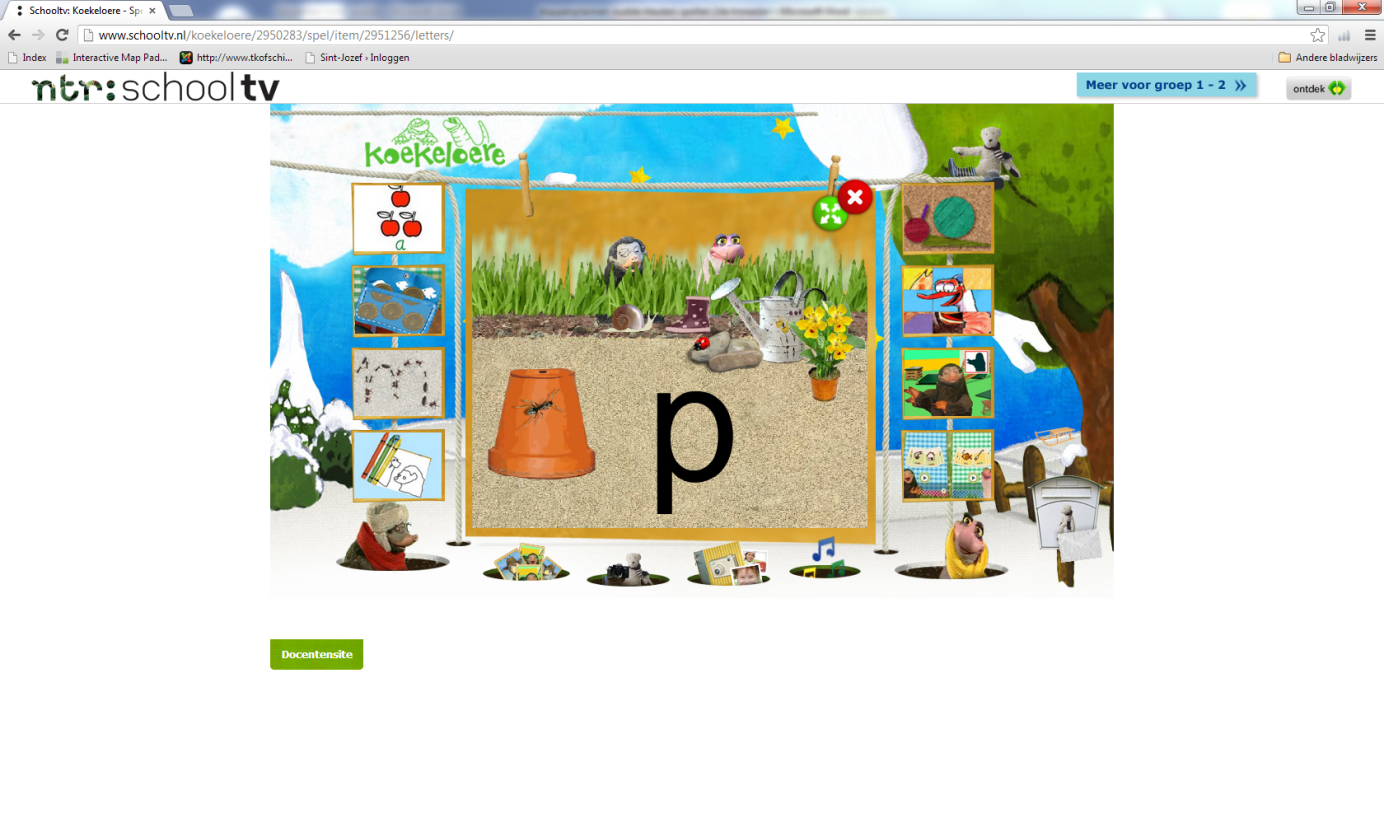 Schooltv: Koekeloere - Spe
www.schooltv.nl/koekeloere/2950283/spel/item/2951256/letters/
Index Interactive Map Pad... http://www.tkofschi... Sint-Jozef › Inloggen Andere bladwijzers
ntr: schooltv
Meer voor groep 1 - 2 »
ontdek
koekeloere
a
p
Docentensite